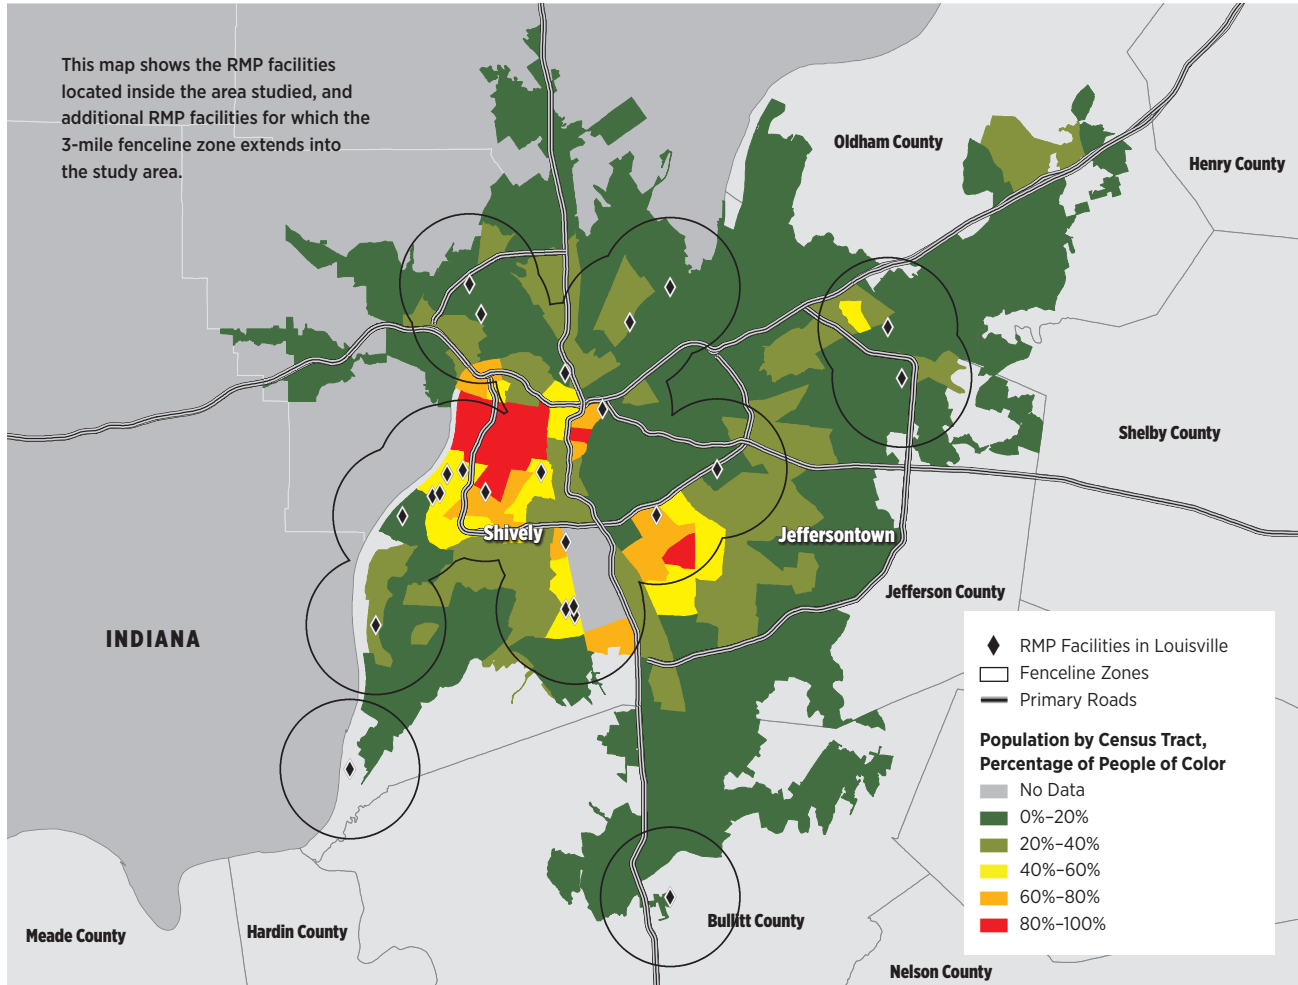 This map shows the RMP facilities
located inside the area studied, and
additional RMP facilities for which the
3-mile fenceline zone extends into
the study area.
Oldham County
Henry County
Shelby County
Shively
Jeffersontown
Jefferson County
INDIANA
RMP Facilities in Louisville
Fenceline Zones
Primary Roads
Population by Census Tract,
Percentage of People of Color
No Data
0%–20%
20%–40%
40%–60%
60%–80%
80%–100%
Meade County
Hardin County
Bullitt County
Nelson County